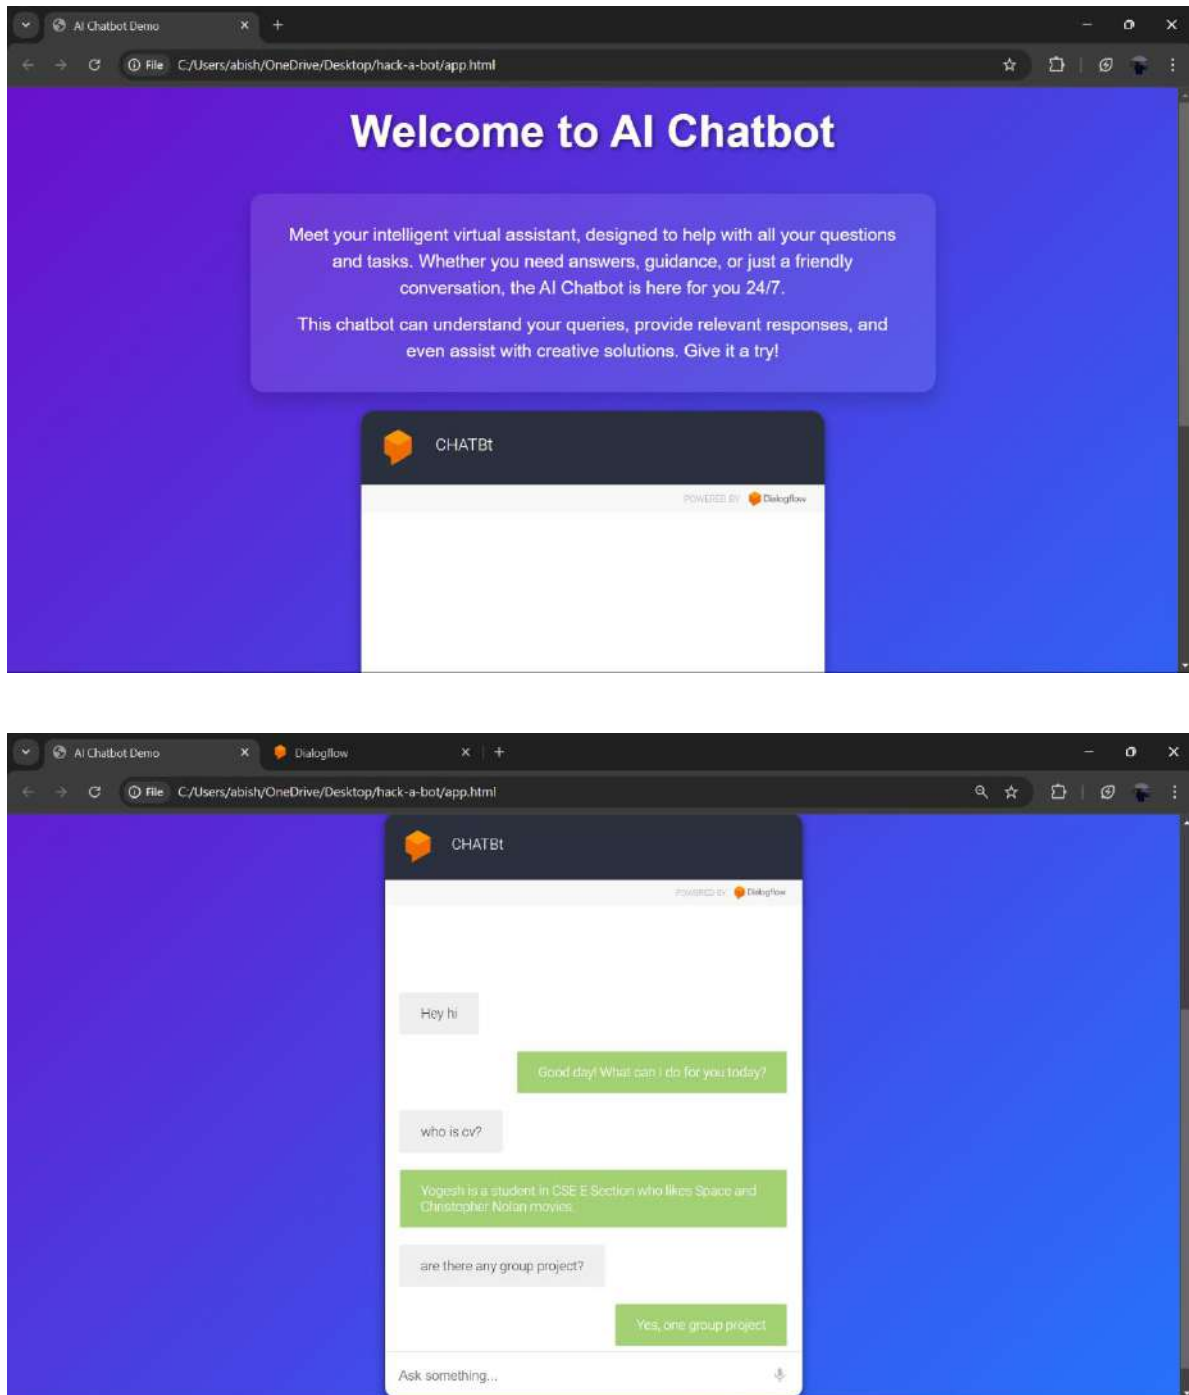 AI Chatbot Demo
File C:/Users/abish/OneDrive/Desktop/hack-a-bot/app.html
Welcome to AI Chatbot
Meet your intelligent virtual assistant, designed to help with all your questions
and tasks. Whether you need answers, guidance, or just a friendly
conversation, the AI Chatbot is here for you 24/7.
This chatbot can understand your queries, provide relevant responses, and
even assist with creative solutions. Give it a try!
CHATBt
POWERED BY Dialogflow
AI Chatbot Demo Dialogflow
File C:/Users/abish/OneDrive/Desktop/hack-a-bot/app.html
CHATBt
POWERED BY Dialogflow
Hey hi
Good day! What can I do for you today?
who is cv?
Yogesh is a student in CSE E Section who likes Space and
Christopher Nolan movies.
are there any group project?
Yes, one group project
Ask something...